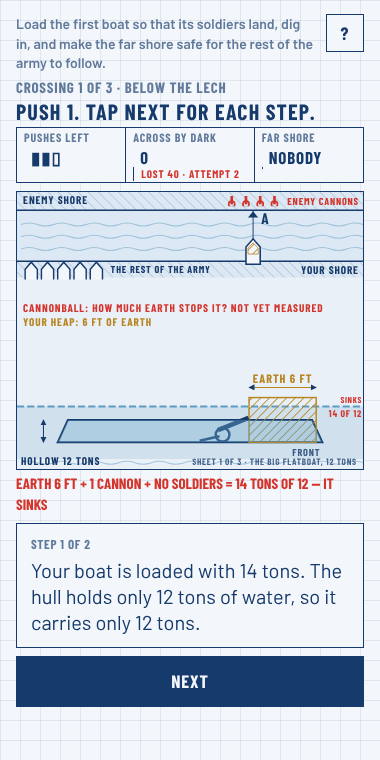 Load the first boat so that its soldiers land, dig
in, and make the far shore safe for the rest of the
army to follow.
?
CROSSING 1 OF 3 · BELOW THE LECH
PUSH 1. TAP NEXT FOR EACH STEP.
PUSHES LEFT
ACROSS BY DARK
0
LOST 40 · ATTEMPT 2
FAR SHORE
NOBODY
ENEMY SHORE
ENEMY CANNONS
A
THE REST OF THE ARMY
YOUR SHORE
CANNONBALL: HOW MUCH EARTH STOPS IT? NOT YET MEASURED
YOUR HEAP: 6 FT OF EARTH
EARTH 6 FT
SINKS
14 OF 12
FRONT
HOLLOW 12 TONS
SHEET 1 OF 3 · THE BIG FLATBOAT, 12 TONS
EARTH 6 FT + 1 CANNON + NO SOLDIERS = 14 TONS OF 12 — IT
SINKS
STEP 1 OF 2
Your boat is loaded with 14 tons. The
hull holds only 12 tons of water, so it
carries only 12 tons.
NEXT